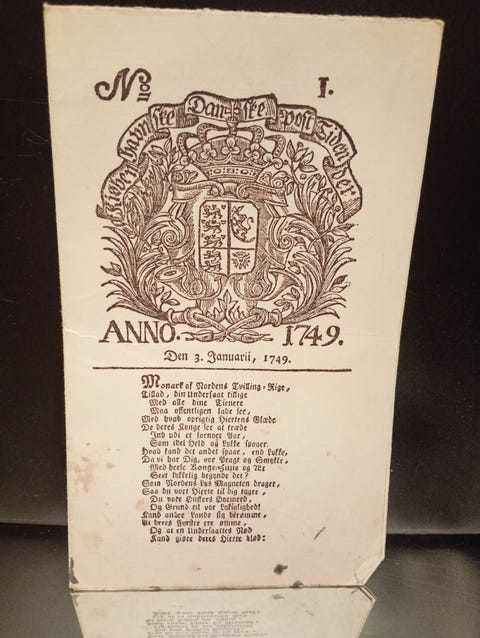 No I.
Kiøbenhavnske Danske Post Tidender
ANNO. 1749.
Den 3. Januarii, 1749.
Monark af Nordens Tvilling-Rige,
Tillad, din Undersaat tillige
Med alle dine Tienere
Maa offentligen lade see,
Med hvad oprigtig Hiertens Glæde
De deres Konge seer at træde
Ind udi et fornyet Aar,
Som idel Held og Lykke spaaer.
Hvad fand det andet spaae, end Lykke,
Da vi har Dig, vor Pragt og Smykke,
Med heele Konge-Huus og Æt
Seet lykkelig begynde det?
Som Nordens Lys Magneten drager,
Saa du vort Hierte til dig tager,
Du vort Ønskes Øiemeed,
Og Grund til vor Lyksalighed!
Kand andre Lande sig berømme,
At deres Førster ere ømme,
Og at en Undersaattes Nød
Kand giøre deres Hierte blød: